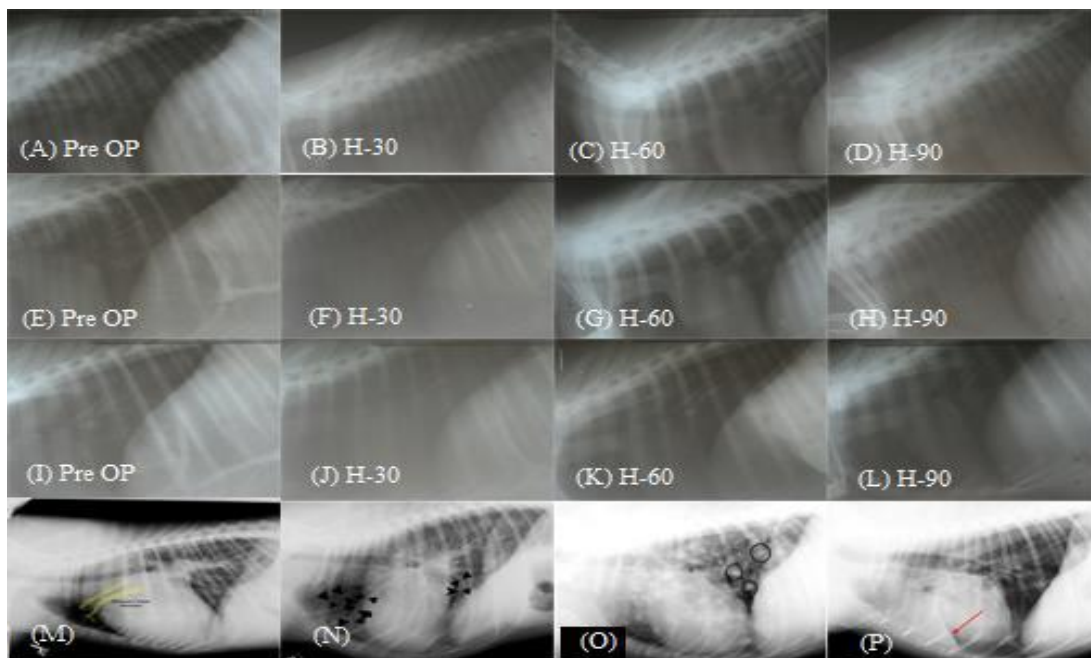 (A) Pre OP
(B) H-30
(C) H-60
(D) H-90
(E) Pre OP
(F) H-30
(G) H-60
(H) H-90
(I) Pre OP
(J) H-30
(K) H-60
(L) H-90
(M)
(N)
(O)
(P)